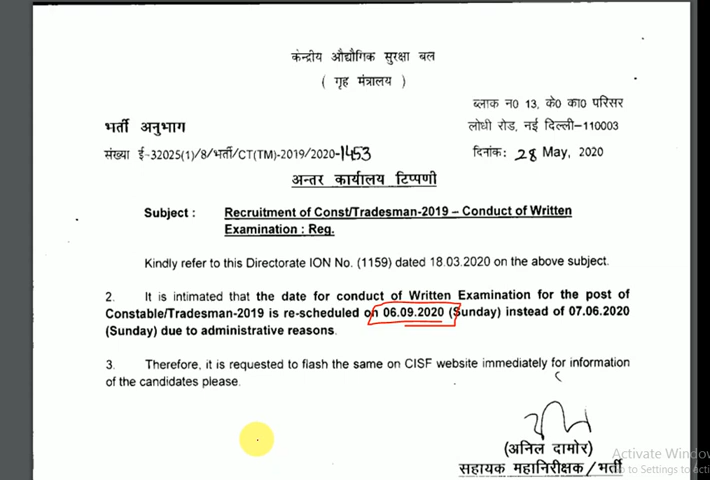 केन्द्रीय औद्योगिक सुरक्षा बल
( गृह मंत्रालय )
ब्लाक न0 13, के0 का0 परिसर
भर्ती अनुभाग
लोधी रोड, नई दिल्ली–110003
संख्या ई-32025(1)/8/भर्ती/CT(TM)-2019/2020-1453
दिनांक: 28 May, 2020
अन्तर कार्यालय टिप्पणी
Subject : Recruitment of Const/Tradesman-2019 – Conduct of Written
Examination : Reg.
Kindly refer to this Directorate ION No. (1159) dated 18.03.2020 on the above subject.
2. It is intimated that the date for conduct of Written Examination for the post of
Constable/Tradesman-2019 is re-scheduled on 06.09.2020 (Sunday) instead of 07.06.2020
(Sunday) due to administrative reasons.
3. Therefore, it is requested to flash the same on CISF website immediately for information
of the candidates please.
(अनिल दामोर)
सहायक महानिरीक्षक/भर्ती
Activate Window
to Settings to acti